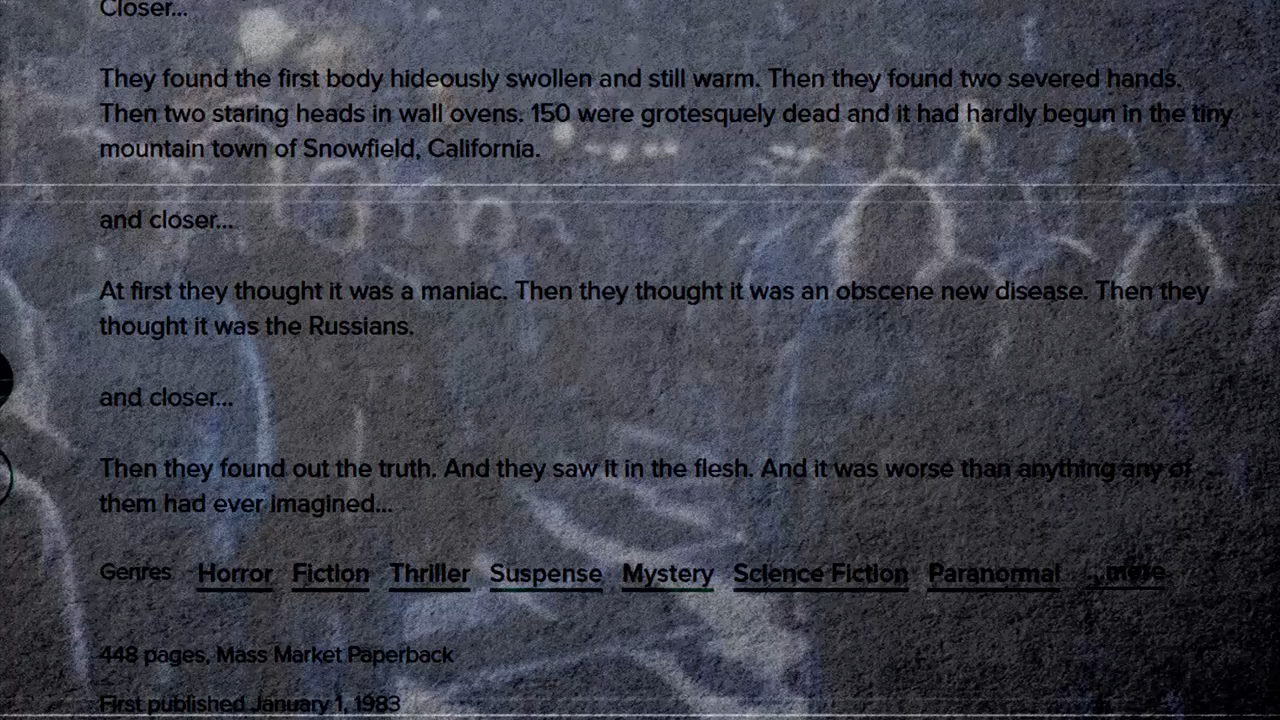 Closer...
They found the first body hideously swollen and still warm. Then they found two severed hands.
Then two staring heads in wall ovens. 150 were grotesquely dead and it had hardly begun in the tiny
mountain town of Snowfield, California.
and closer...
At first they thought it was a maniac. Then they thought it was an obscene new disease. Then they
thought it was the Russians.
and closer...
Then they found out the truth. And they saw it in the flesh. And it was worse than anything any of
them had ever imagined...
Genres Horror Fiction Thriller Suspense Mystery Science Fiction Paranormal ...more
448 pages, Mass Market Paperback
First published January 1, 1983